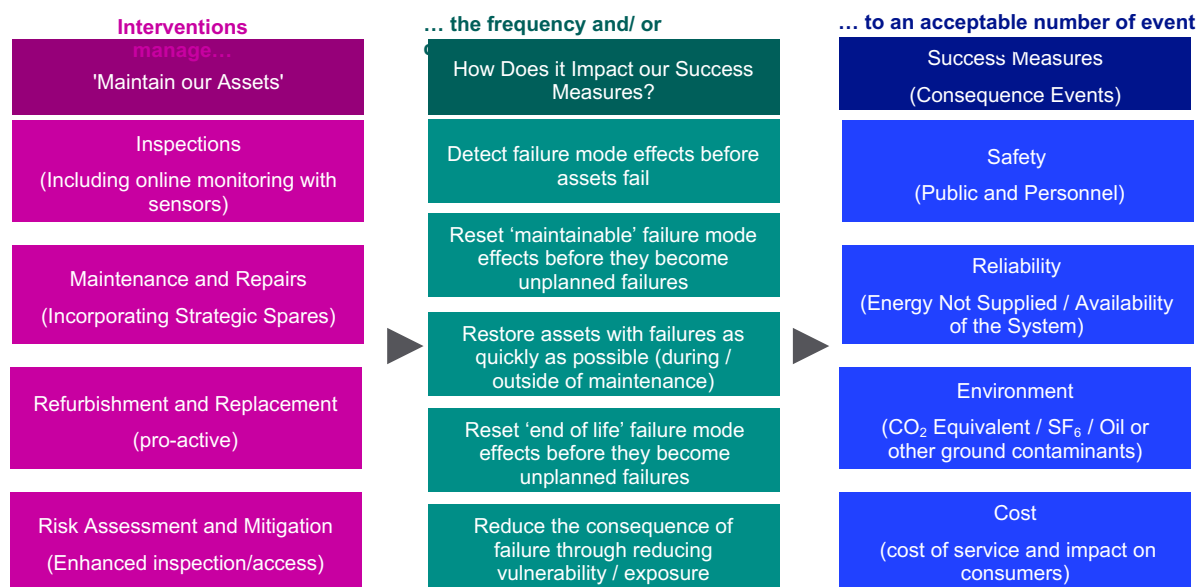 Interventions
manage…
'Maintain our Assets'
Inspections
(Including online monitoring with
sensors)
Maintenance and Repairs
(Incorporating Strategic Spares)
Refurbishment and Replacement
(pro-active)
Risk Assessment and Mitigation
(Enhanced inspection/access)
… the frequency and/ or
How Does it Impact our Success
Measures?
Detect failure mode effects before
assets fail
Reset ‘maintainable’ failure mode
effects before they become
unplanned failures
Restore assets with failures as
quickly as possible (during /
outside of maintenance)
Reset ‘end of life’ failure mode
effects before they become
unplanned failures
Reduce the consequence of
failure through reducing
vulnerability / exposure
… to an acceptable number of event
Success Measures
(Consequence Events)
Safety
(Public and Personnel)
Reliability
(Energy Not Supplied / Availability
of the System)
Environment
(CO₂ Equivalent / SF₆ / Oil or
other ground contaminants)
Cost
(cost of service and impact on
consumers)